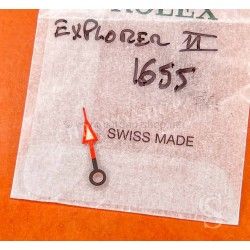 ROLEX
EXPLORER II
1655
SWISS MADE